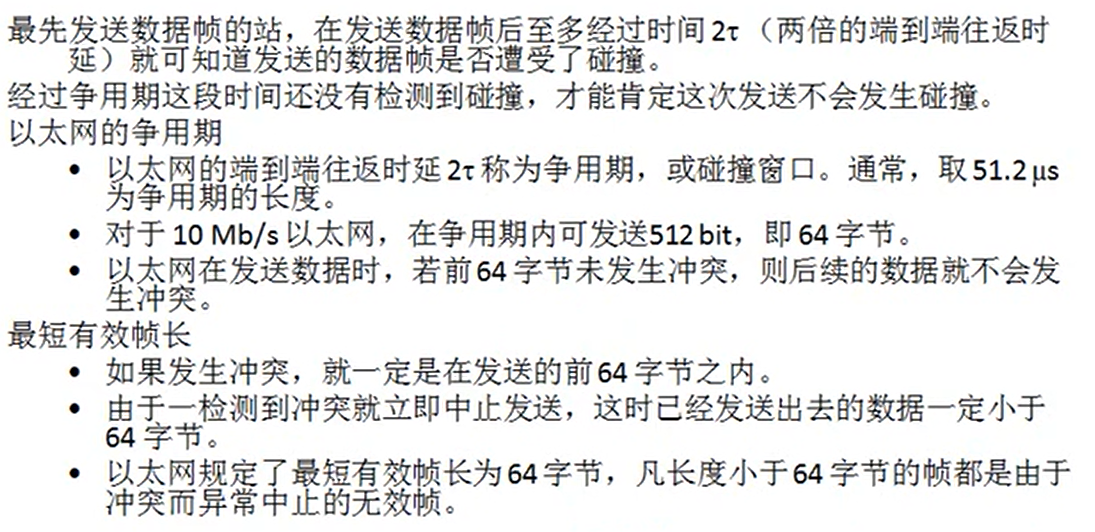 最先发送数据帧的站，在发送数据帧后至多经过时间 2τ （两倍的端到端往返时
延）就可知道发送的数据帧是否遭受了碰撞。
经过争用期这段时间还没有检测到碰撞，才能肯定这次发送不会发生碰撞。
以太网的争用期
• 以太网的端到端往返时延 2τ 称为争用期，或碰撞窗口。通常，取 51.2 μs
为争用期的长度。
• 对于 10 Mb/s 以太网，在争用期内可发送512 bit，即 64 字节。
• 以太网在发送数据时，若前 64 字节未发生冲突，则后续的数据就不会发
生冲突。
最短有效帧长
• 如果发生冲突，就一定是在发送的前 64 字节之内。
• 由于一检测到冲突就立即中止发送，这时已经发送出去的数据一定小于
64 字节。
• 以太网规定了最短有效帧长为 64 字节，凡长度小于 64 字节的帧都是由于
冲突而异常中止的无效帧。